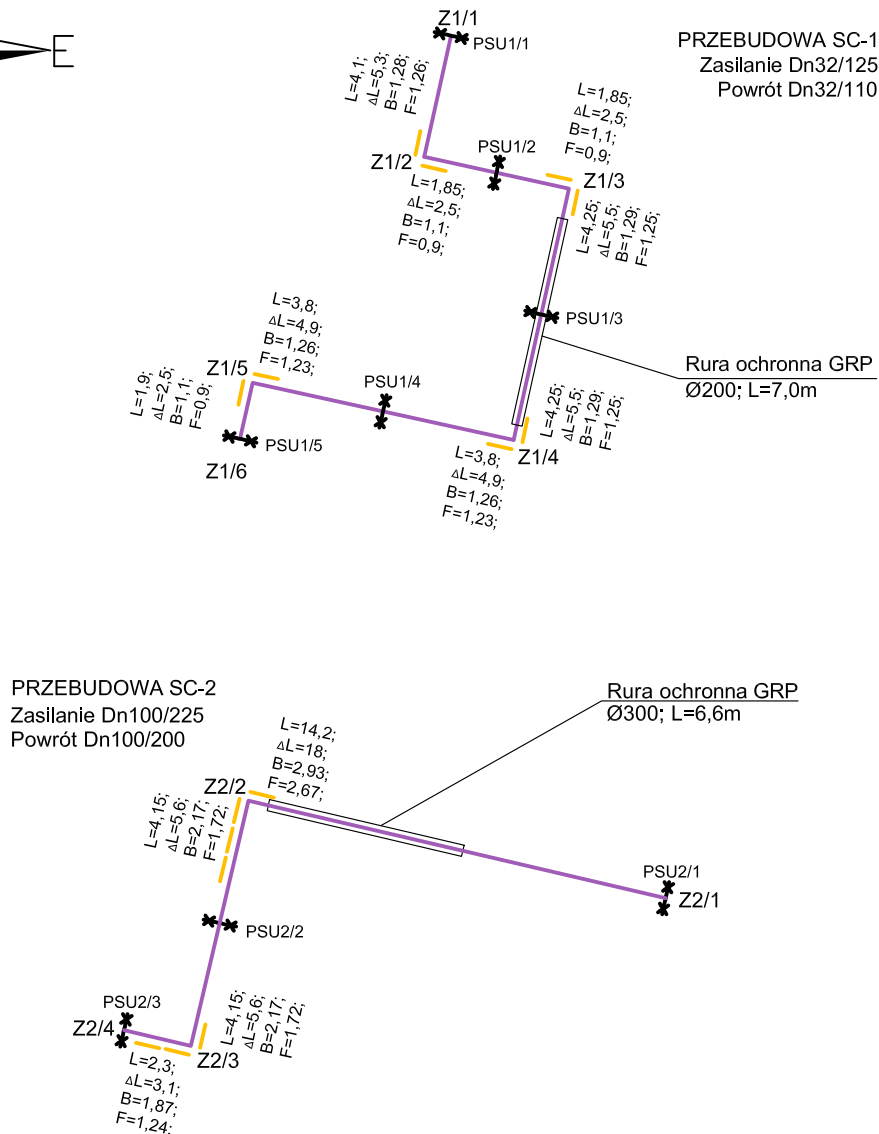 E
Z1/1
PSU1/1
PRZEBUDOWA SC-1
Zasilanie Dn32/125
Powrót Dn32/110
L=4,1;
ΔL=5,3;
B=1,28;
F=1,26;
Z1/2
PSU1/2
L=1,85;
ΔL=2,5;
B=1,1;
F=0,9;
Z1/3
L=1,85;
ΔL=2,5;
B=1,1;
F=0,9;
L=4,25;
ΔL=5,5;
B=1,29;
F=1,25;
PSU1/3
Rura ochronna GRP
Ø200; L=7,0m
L=3,8;
ΔL=4,9;
B=1,26;
F=1,23;
Z1/5
PSU1/4
L=1,9;
ΔL=2,5;
B=1,1;
F=0,9;
PSU1/5
Z1/6
L=4,25;
ΔL=5,5;
B=1,29;
F=1,25;
Z1/4
L=3,8;
ΔL=4,9;
B=1,26;
F=1,23;
PRZEBUDOWA SC-2
Zasilanie Dn100/225
Powrót Dn100/200
Rura ochronna GRP
Ø300; L=6,6m
L=14,2;
ΔL=18;
B=2,93;
F=2,67;
Z2/2
L=4,15;
ΔL=5,6;
B=2,17;
F=1,72;
PSU2/1
Z2/1
PSU2/2
PSU2/3
Z2/4
Z2/3
L=4,15;
ΔL=5,6;
B=2,17;
F=1,72;
L=2,3;
ΔL=3,1;
B=1,87;
F=1,24;